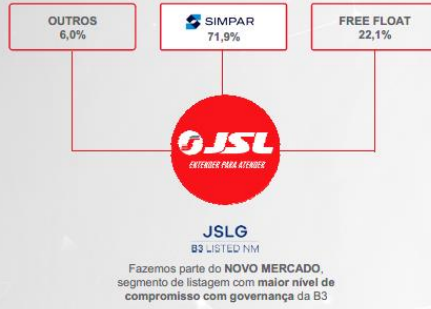 OUTROS
6,0%
SIMPAR
71,9%
FREE FLOAT
22,1%
JSL
ENTENDER PARA ATENDER
JSLG
B3 LISTED NM
Fazemos parte do NOVO MERCADO,
segmento de listagem com maior nível de
compromisso com governança da B3